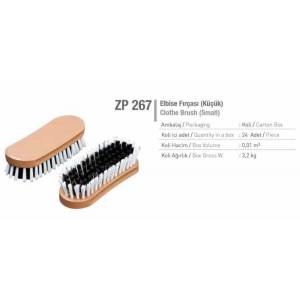 ZP 267
Elbise Fırçası (Küçük)
Clothe Brush (Small)
Ambalaj / Packaging : Koli / Carton Box
Koli içi adet / Quantity in a box : 24 Adet / Piece
Koli Hacim / Box Volume : 0,01 m³
Koli Ağırlık / Box Gross W. : 3,2 kg